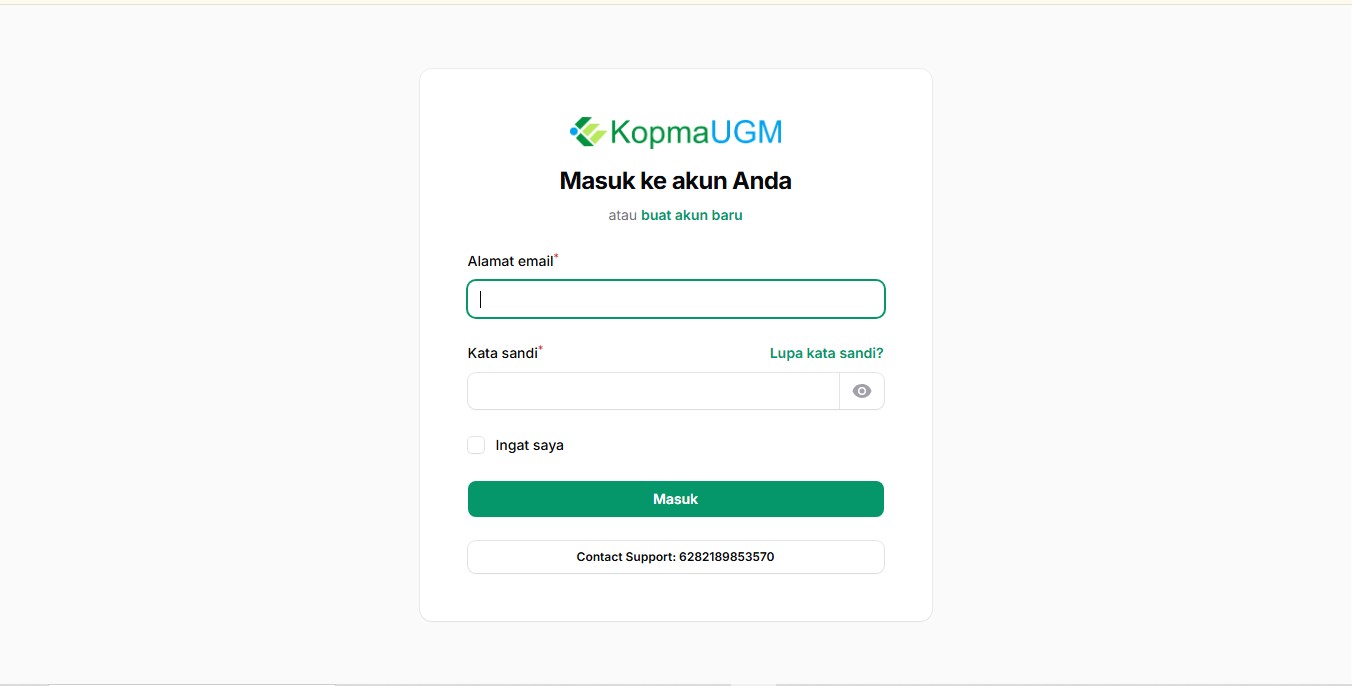 KopmaUGM
Masuk ke akun Anda
atau buat akun baru
Alamat email*
Kata sandi*
Lupa kata sandi?
Ingat saya
Masuk
Contact Support: 6282189853570